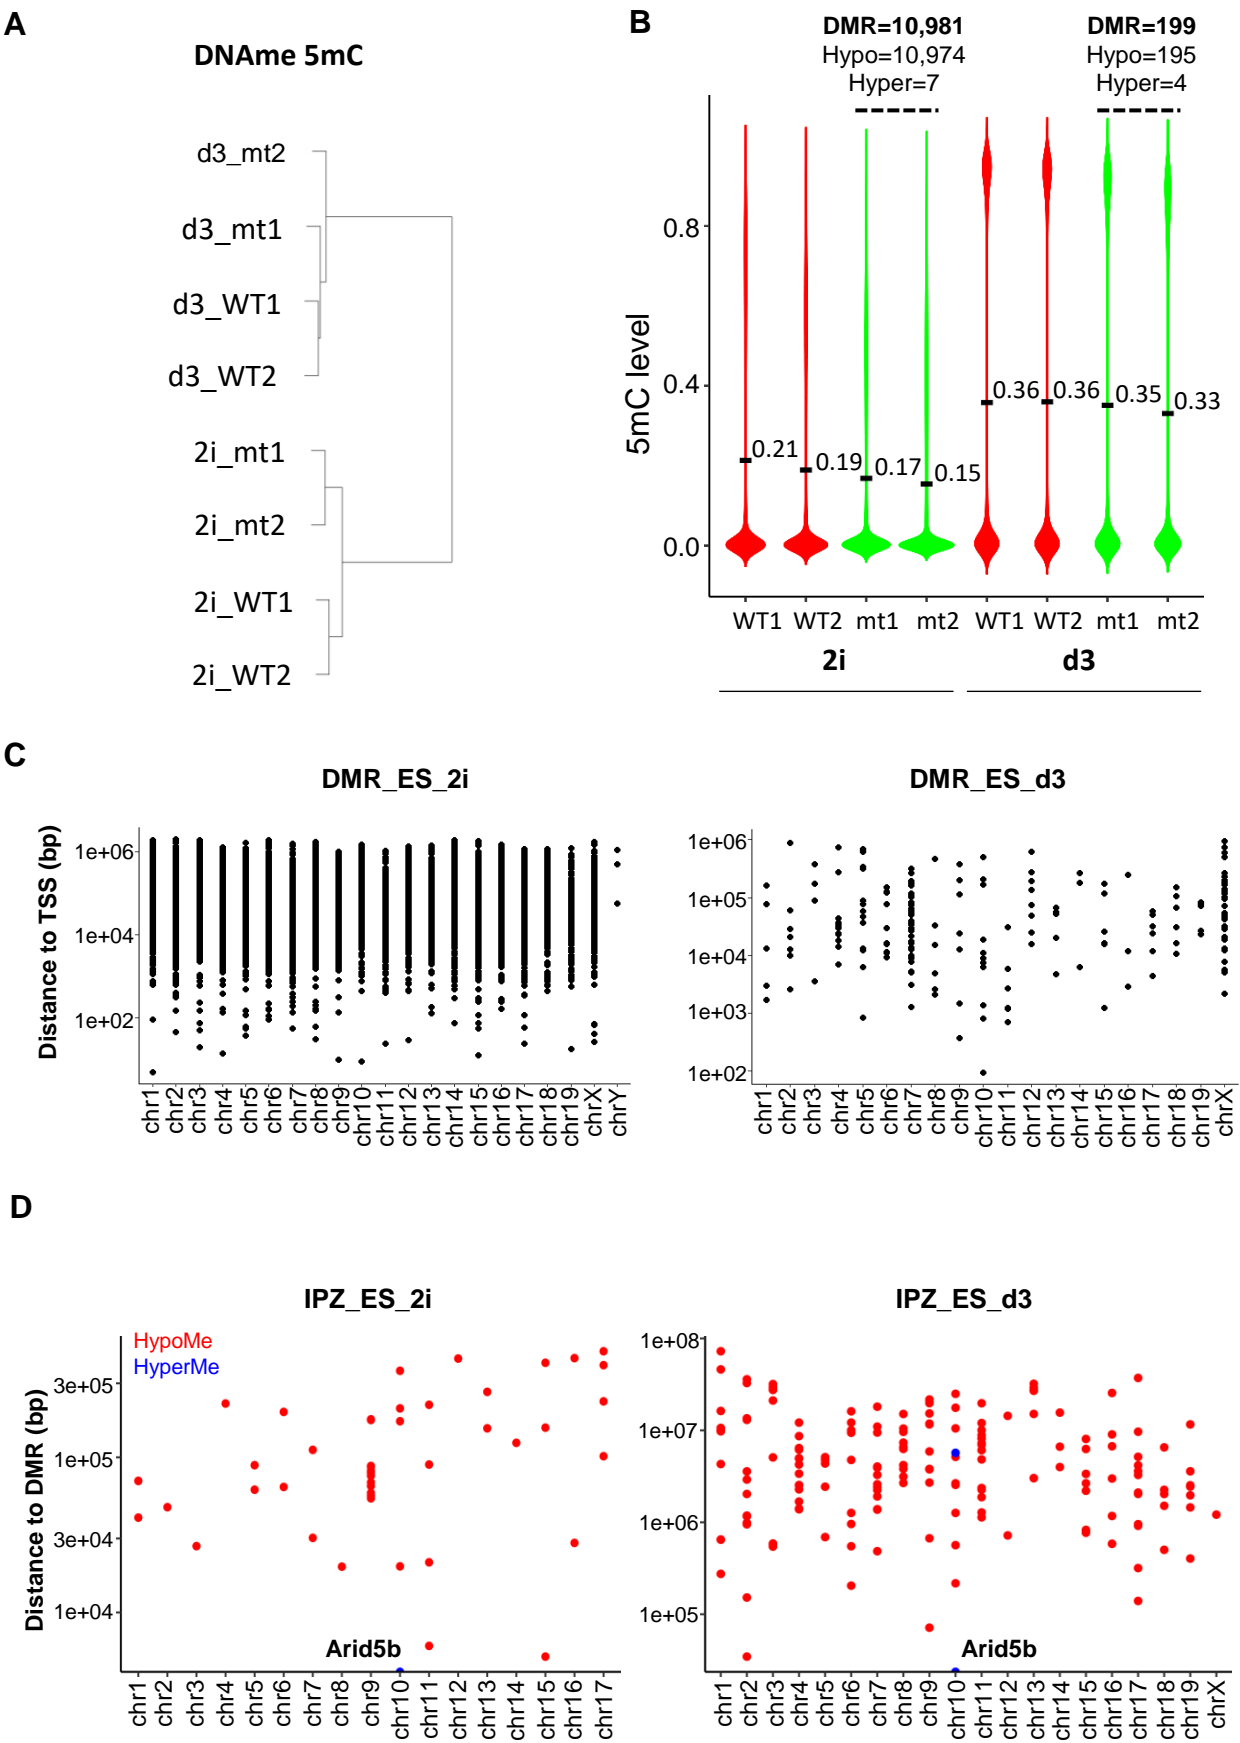 A
DNAme 5mC
d3_mt2
d3_mt1
d3_WT1
d3_WT2
2i_mt1
2i_mt2
2i_WT1
2i_WT2
B
DMR=10,981
Hypo=10,974
Hyper=7
DMR=199
Hypo=195
Hyper=4
5mC level
0.8
0.4
0.0
0.21
0.19
0.17
0.15
0.36
0.36
0.35
0.33
WT1 WT2 mt1 mt2 WT1 WT2 mt1 mt2
2i d3
C
DMR_ES_2i
Distance to TSS (bp)
1e+06
1e+04
1e+02
chr1 chr2 chr3 chr4 chr5 chr6 chr7 chr8 chr9 chr10 chr11 chr12 chr13 chr14 chr15 chr16 chr17 chr18 chr19 chrX chrY
DMR_ES_d3
1e+06
1e+05
1e+04
1e+03
1e+02
chr1 chr2 chr3 chr4 chr5 chr6 chr7 chr8 chr9 chr10 chr11 chr12 chr13 chr14 chr15 chr16 chr17 chr18 chr19 chrX
D
IPZ_ES_2i
HypoMe
HyperMe
Distance to DMR (bp)
3e+05
1e+05
3e+04
1e+04
Arid5b
chr1 chr2 chr3 chr4 chr5 chr6 chr7 chr8 chr9 chr10 chr11 chr12 chr13 chr14 chr15 chr16 chr17
IPZ_ES_d3
1e+08
1e+07
1e+06
1e+05
Arid5b
chr1 chr2 chr3 chr4 chr5 chr6 chr7 chr8 chr9 chr10 chr11 chr12 chr13 chr14 chr15 chr16 chr17 chr18 chr19 chrX